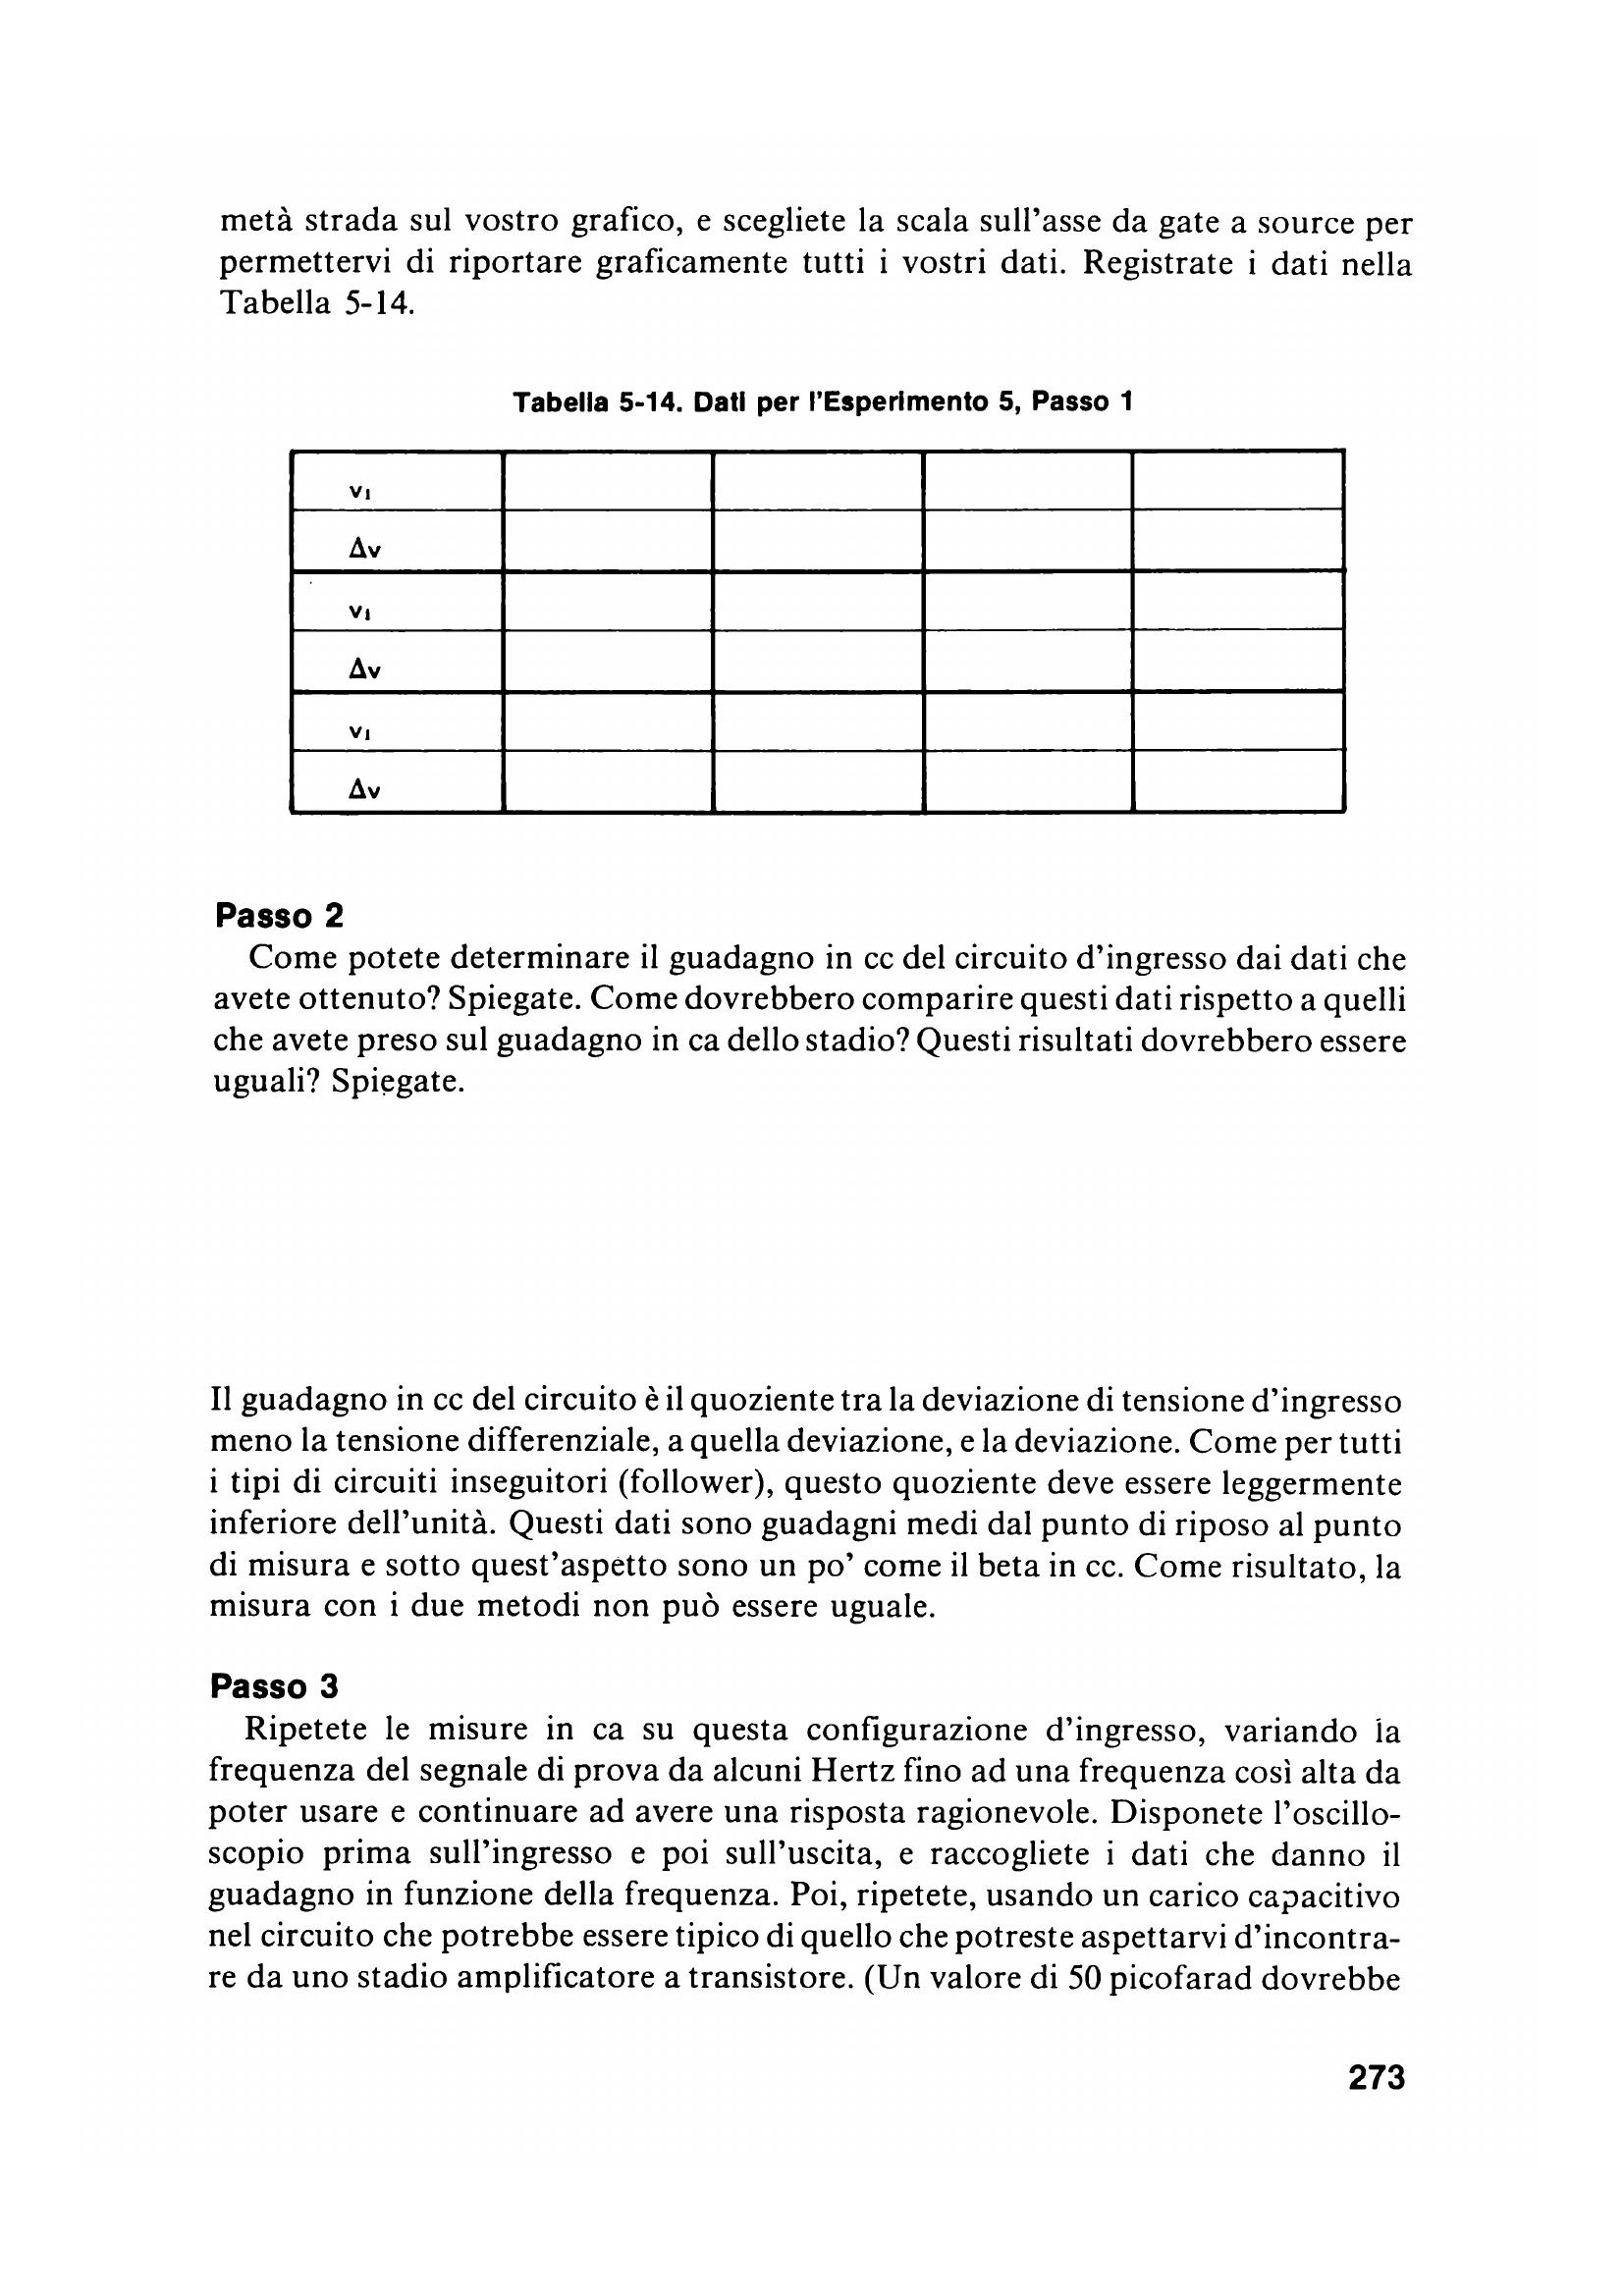 metà strada sul vostro grafico, e scegliete la scala sull'asse da gate a source per
permettervi di riportare graficamente tutti i vostri dati. Registrate i dati nella
Tabella 5-14.
Tabella 5-14. Dati per l'Esperimento 5, Passo 1
v₁
Δv
v₁
Δv
v₁
Δv
Passo 2
Come potete determinare il guadagno in cc del circuito d'ingresso dai dati che
avete ottenuto? Spiegate. Come dovrebbero comparire questi dati rispetto a quelli
che avete preso sul guadagno in ca dello stadio? Questi risultati dovrebbero essere
uguali? Spiegate.
Il guadagno in cc del circuito è il quoziente tra la deviazione di tensione d'ingresso
meno la tensione differenziale, a quella deviazione, e la deviazione. Come per tutti
i tipi di circuiti inseguitori (follower), questo quoziente deve essere leggermente
inferiore dell'unità. Questi dati sono guadagni medi dal punto di riposo al punto
di misura e sotto quest'aspetto sono un po' come il beta in cc. Come risultato, la
misura con i due metodi non può essere uguale.
Passo 3
Ripetete le misure in ca su questa configurazione d'ingresso, variando la
frequenza del segnale di prova da alcuni Hertz fino ad una frequenza così alta da
poter usare e continuare ad avere una risposta ragionevole. Disponete l'oscillo-
scopio prima sull'ingresso e poi sull'uscita, e raccogliete i dati che danno il
guadagno in funzione della frequenza. Poi, ripetete, usando un carico capacitivo
nel circuito che potrebbe essere tipico di quello che potreste aspettarvi d'incontra-
re da uno stadio amplificatore a transistore. (Un valore di 50 picofarad dovrebbe
273